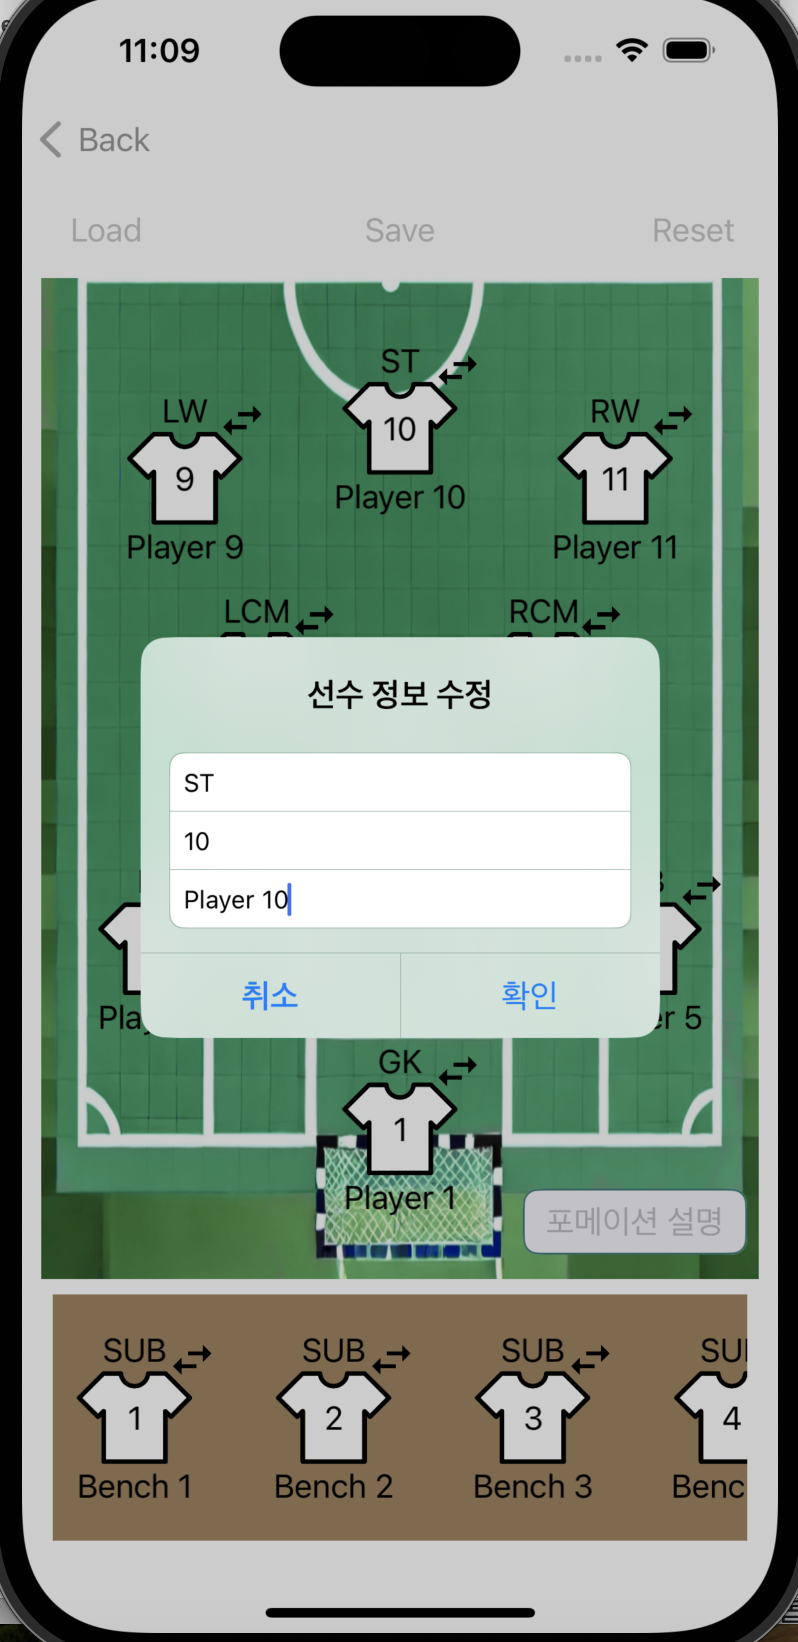 11:09
Back
Load Save Reset
ST
10
Player 10
LW
9
Player 9
RW
11
Player 11
LCM
RCM
선수 정보 수정
ST
10
Player 10
취소 확인
Pla
er 5
GK
1
Player 1
포메이션 설명
SUB
1
Bench 1
SUB
2
Bench 2
SUB
3
Bench 3
SU
4
Benc